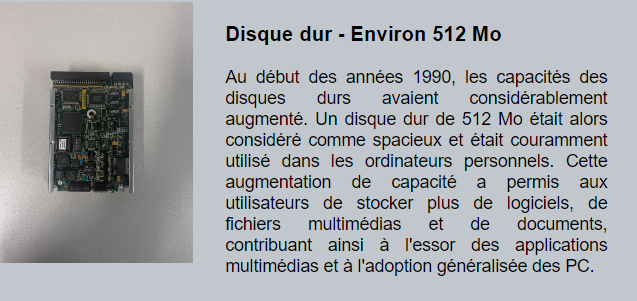 Disque dur - Environ 512 Mo
Au début des années 1990, les capacités des
disques durs avaient considérablement
augmenté. Un disque dur de 512 Mo était alors
considéré comme spacieux et était couramment
utilisé dans les ordinateurs personnels. Cette
augmentation de capacité a permis aux
utilisateurs de stocker plus de logiciels, de
fichiers multimédias et de documents,
contribuant ainsi à l'essor des applications
multimédias et à l'adoption généralisée des PC.